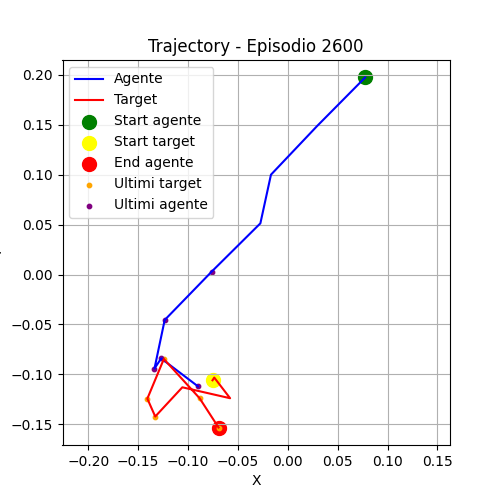 Trajectory - Episodio 2600
Agente
Target
Start agente
Start target
End agente
Ultimi target
Ultimi agente
0.20
0.15
0.10
0.05
0.00
−0.05
−0.10
−0.15
−0.20
−0.15
−0.10
−0.05
0.00
0.05
0.10
0.15
X